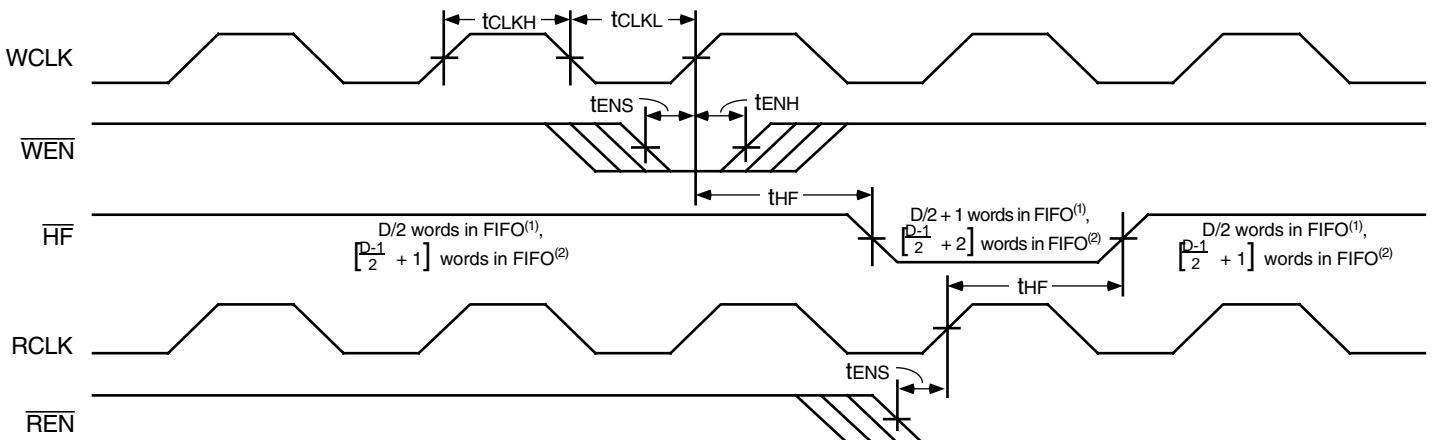 tCLKH
tCLKL
WCLK
tENS
tENH
WEN
tHF
HF
D/2 words in FIFO(1),
[D-1/2 + 1] words in FIFO(2)
D/2 + 1 words in FIFO(1),
[D-1/2 + 2] words in FIFO(2)
D/2 words in FIFO(1),
[D-1/2 + 1] words in FIFO(2)
tHF
RCLK
tENS
REN